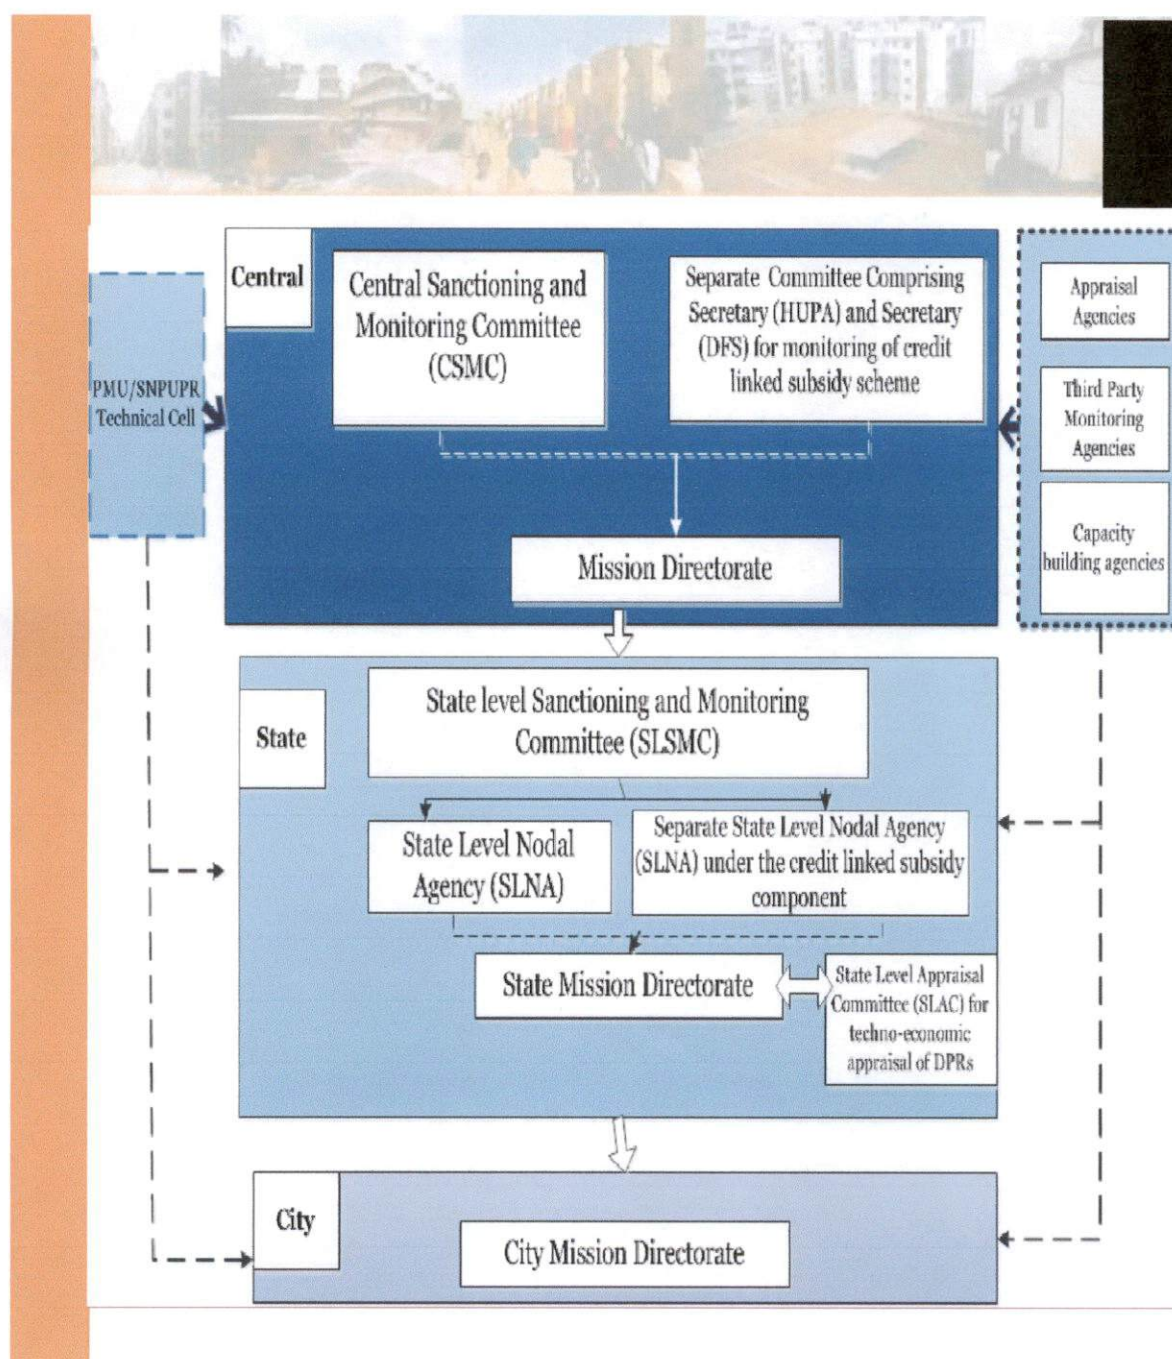 Central
Central Sanctioning and
Monitoring Committee
(CSMC)
Separate Committee Comprising
Secretary (HUPA) and Secretary
(DFS) for monitoring of credit
linked subsidy scheme
Mission Directorate
PMU/SNPUPR
Technical Cell
Appraisal
Agencies
Third Party
Monitoring
Agencies
Capacity
building agencies
State
State level Sanctioning and Monitoring
Committee (SLSMC)
State Level Nodal
Agency (SLNA)
Separate State Level Nodal Agency
(SLNA) under the credit linked subsidy
component
State Mission Directorate
State Level Appraisal
Committee (SLAC) for
techno-economic
appraisal of DPRs
City
City Mission Directorate